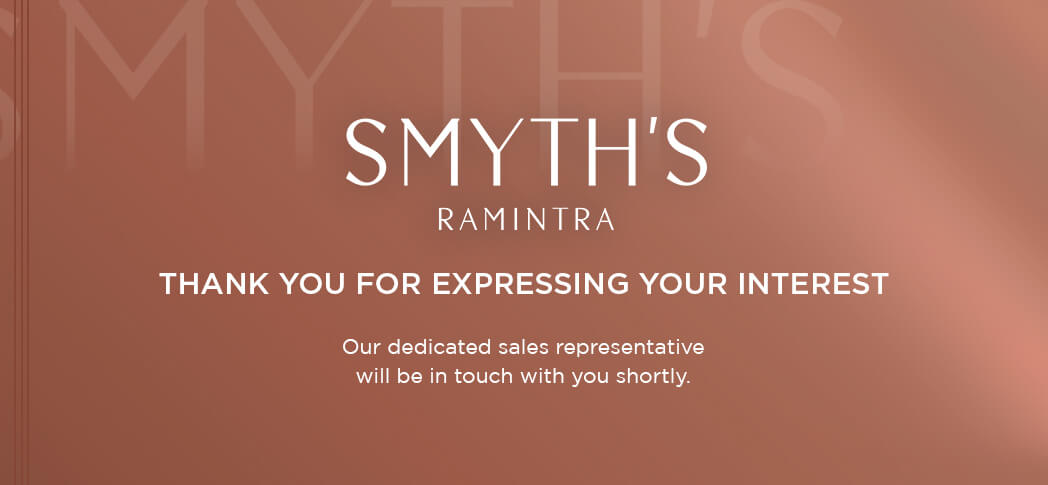 SMYTH'S
SMYTH'S
RAMINTRA
THANK YOU FOR EXPRESSING YOUR INTEREST
Our dedicated sales representative
will be in touch with you shortly.